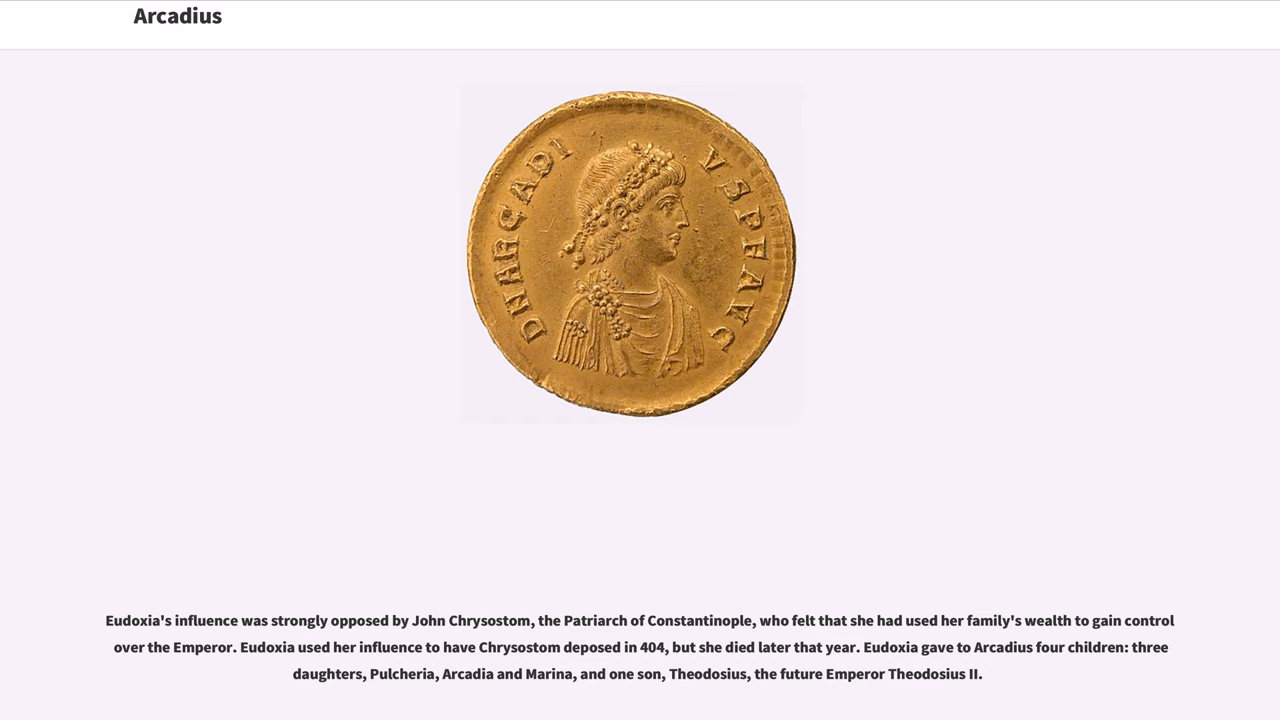 Arcadius
DNARCADI VSPFAVC
Eudoxia's influence was strongly opposed by John Chrysostom, the Patriarch of Constantinople, who felt that she had used her family's wealth to gain control
over the Emperor. Eudoxia used her influence to have Chrysostom deposed in 404, but she died later that year. Eudoxia gave to Arcadius four children: three
daughters, Pulcheria, Arcadia and Marina, and one son, Theodosius, the future Emperor Theodosius II.